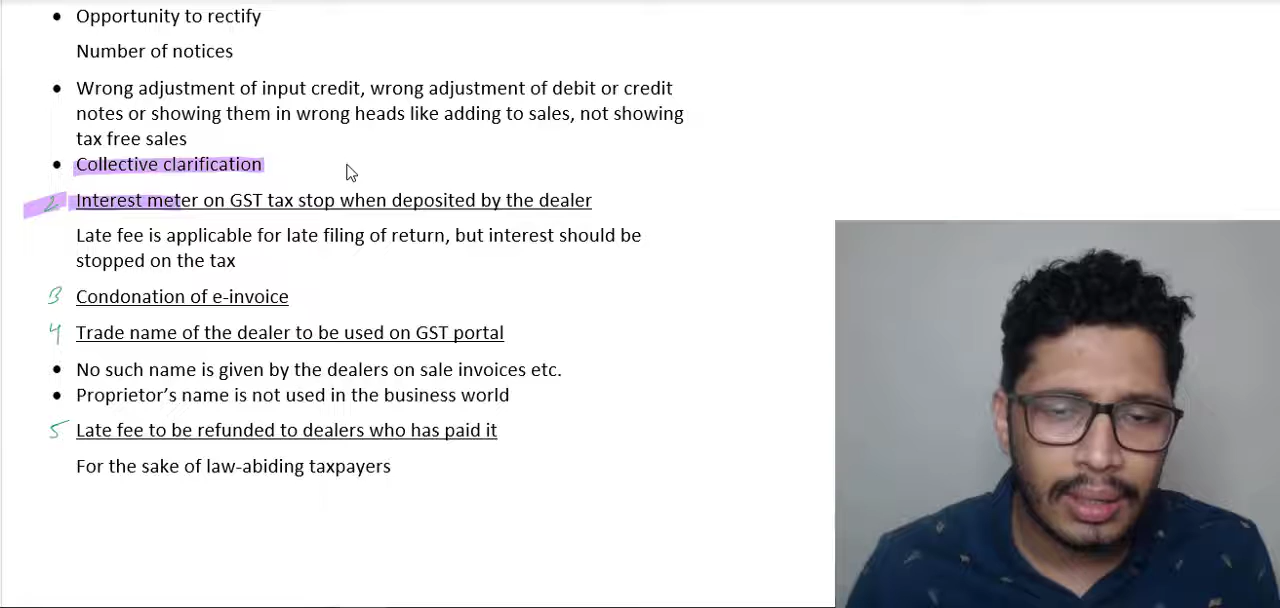 • Opportunity to rectify
Number of notices
• Wrong adjustment of input credit, wrong adjustment of debit or credit
notes or showing them in wrong heads like adding to sales, not showing
tax free sales
• Collective clarification
2 Interest meter on GST tax stop when deposited by the dealer
Late fee is applicable for late filing of return, but interest should be
stopped on the tax
3 Condonation of e-invoice
4 Trade name of the dealer to be used on GST portal
• No such name is given by the dealers on sale invoices etc.
• Proprietor’s name is not used in the business world
5 Late fee to be refunded to dealers who has paid it
For the sake of law-abiding taxpayers